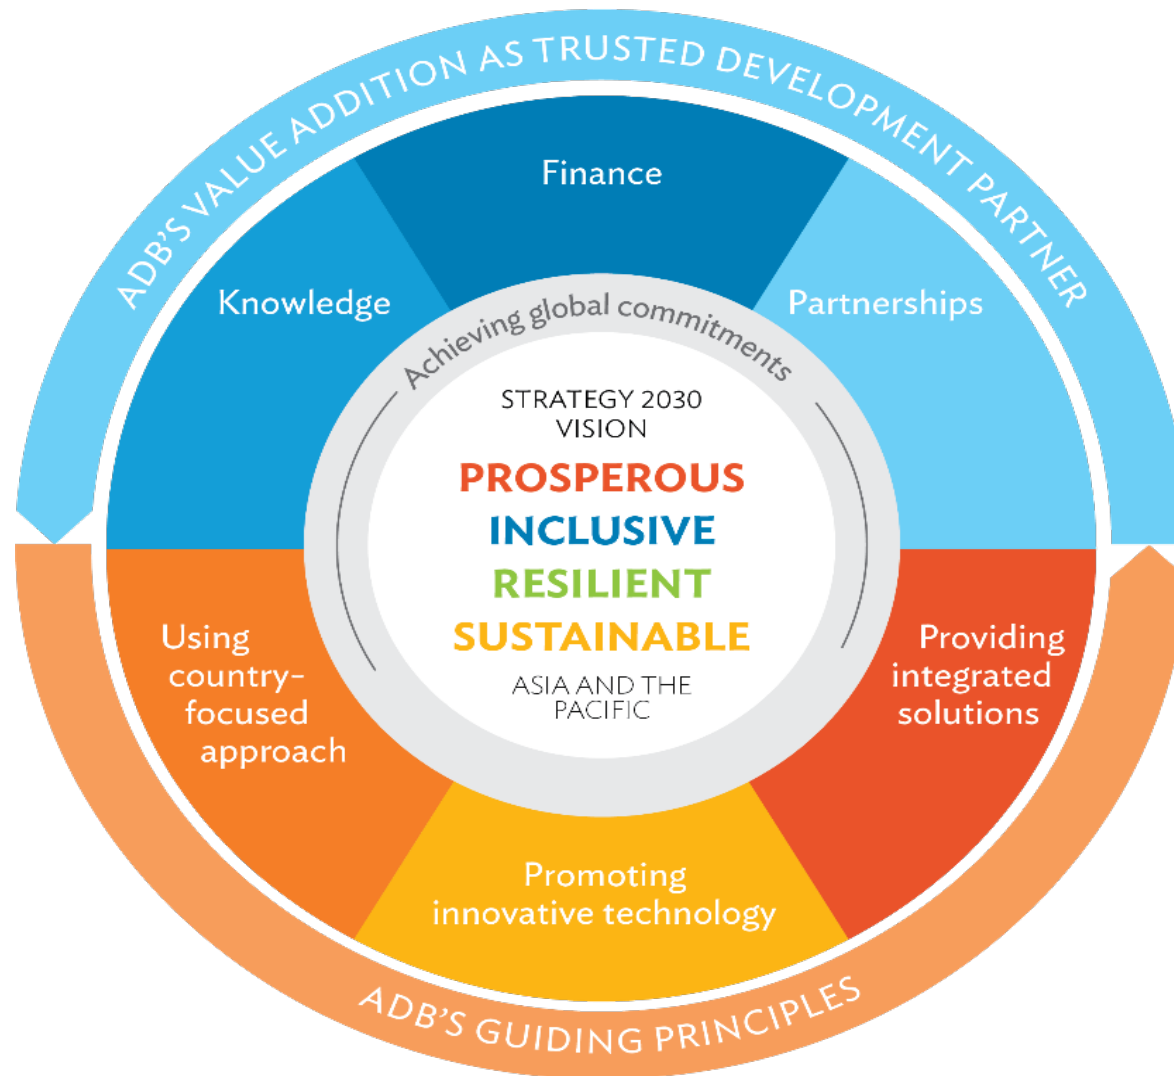 ADB'S VALUE ADDITION AS TRUSTED DEVELOPMENT PARTNER
Finance
Knowledge
Partnerships
Achieving global commitments
STRATEGY 2030
VISION
PROSPEROUS
INCLUSIVE
RESILIENT
SUSTAINABLE
ASIA AND THE
PACIFIC
Using
country-
focused
approach
Providing
integrated
solutions
Promoting
innovative technology
ADB'S GUIDING PRINCIPLES